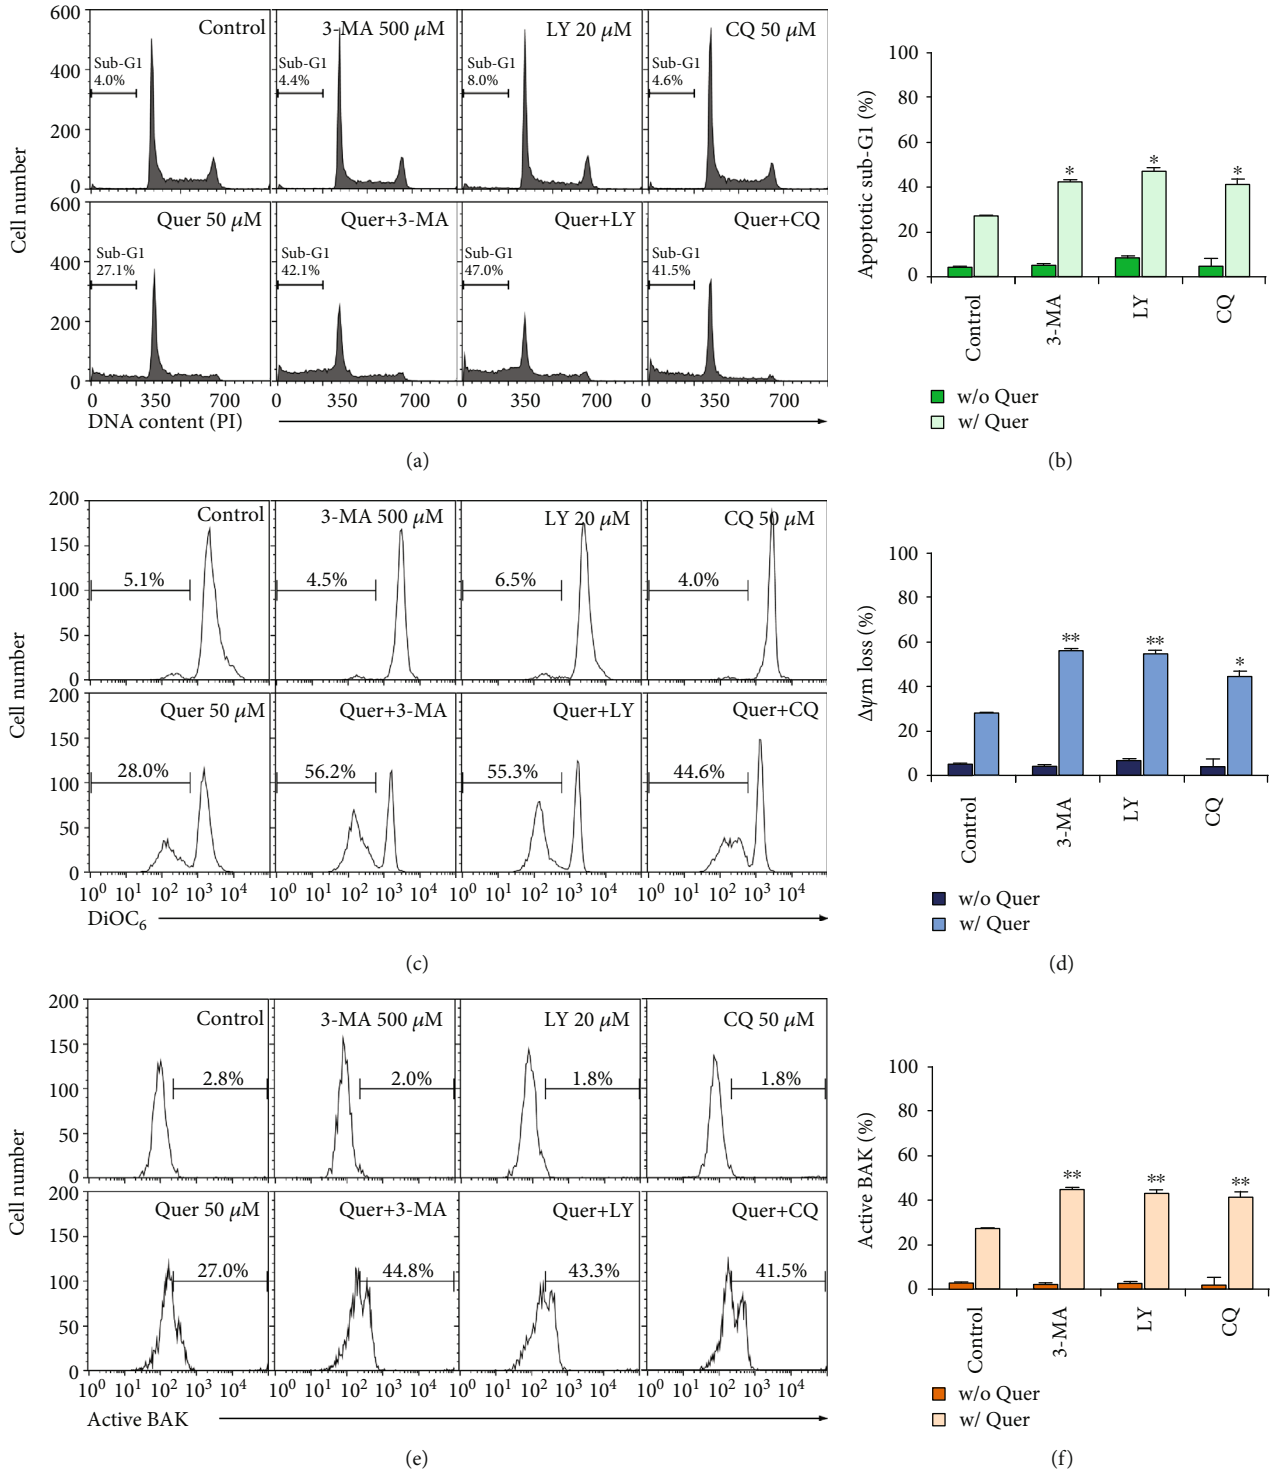 600
400
200
0
Cell number
Control
Sub-G1
4.0%
3-MA 500 μM
Sub-G1
4.4%
LY 20 μM
Sub-G1
8.0%
CQ 50 μM
Sub-G1
4.6%
600
400
200
0
Quer 50 μM
Sub-G1
27.1%
Quer+3-MA
Sub-G1
42.1%
Quer+LY
Sub-G1
47.0%
Quer+CQ
Sub-G1
41.5%
0 350 700 0 350 700 0 350 700 0 350 700
DNA content (PI)
(a)
Apoptotic sub-G1 (%)
100
80
60
40
20
0
* * *
Control 3-MA LY CQ
w/o Quer
w/ Quer
(b)
200
150
100
50
0
Cell number
Control
5.1%
3-MA 500 μM
4.5%
LY 20 μM
6.5%
CQ 50 μM
4.0%
200
150
100
50
0
Cell number
Quer 50 μM
28.0%
Quer+3-MA
56.2%
Quer+LY
55.3%
Quer+CQ
44.6%
10⁰ 10¹ 10² 10³ 10⁴ 10⁰ 10¹ 10² 10³ 10⁴ 10⁰ 10¹ 10² 10³ 10⁴ 10⁰ 10¹ 10² 10³ 10⁴
DiOC₆
(c)
Δψm loss (%)
100
80
60
40
20
0
** ** *
Control 3-MA LY CQ
w/o Quer
w/ Quer
(d)
200
150
100
50
0
Cell number
Control
2.8%
3-MA 500 μM
2.0%
LY 20 μM
1.8%
CQ 50 μM
1.8%
200
150
100
50
0
Cell number
Quer 50 μM
27.0%
Quer+3-MA
44.8%
Quer+LY
43.3%
Quer+CQ
41.5%
10⁰ 10¹ 10² 10³ 10⁴ 10⁰ 10¹ 10² 10³ 10⁴ 10⁰ 10¹ 10² 10³ 10⁴ 10⁰ 10¹ 10² 10³ 10⁴
Active BAK
(e)
Active BAK (%)
100
80
60
40
20
0
** ** **
Control 3-MA LY CQ
w/o Quer
w/ Quer
(f)